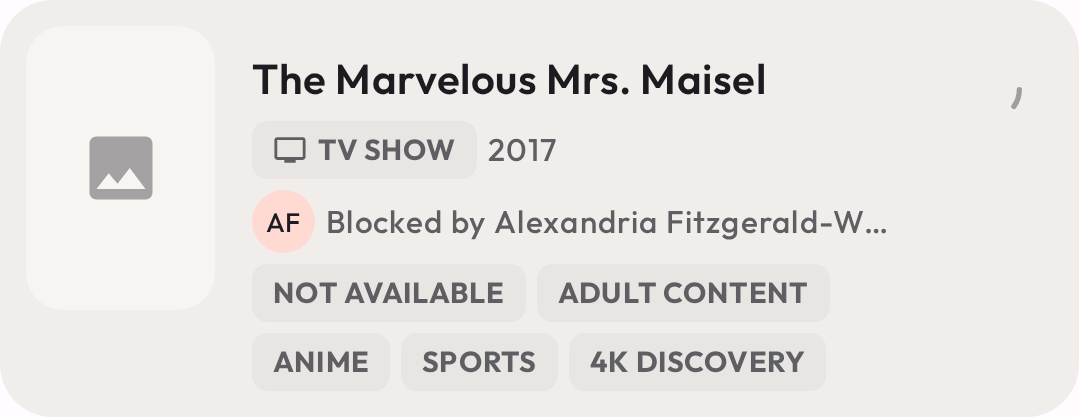 The Marvelous Mrs. Maisel
TV SHOW 2017
AF Blocked by Alexandria Fitzgerald-W...
NOT AVAILABLE ADULT CONTENT
ANIME SPORTS 4K DISCOVERY